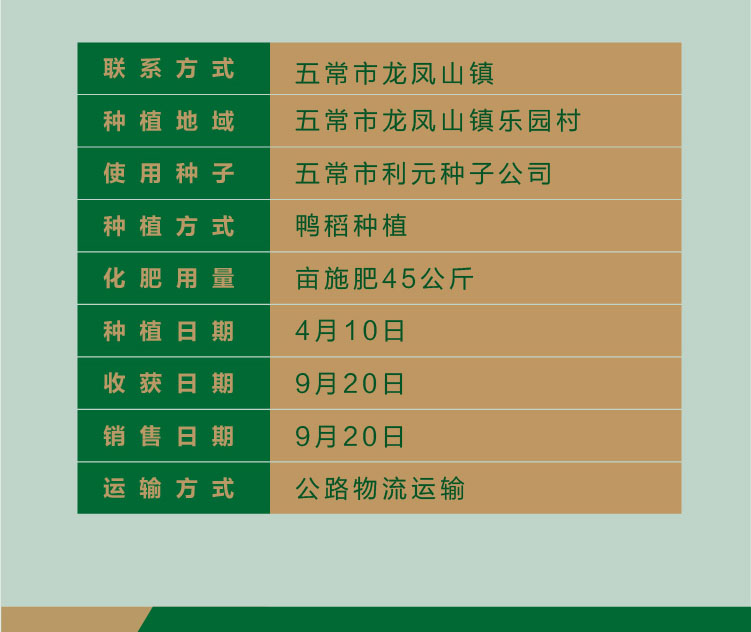 联系方式 五常市龙凤山镇
种植地域 五常市龙凤山镇乐园村
使用种子 五常市利元种子公司
种植方式 鸭稻种植
化肥用量 亩施肥45公斤
种植日期 4月10日
收获日期 9月20日
销售日期 9月20日
运输方式 公路物流运输